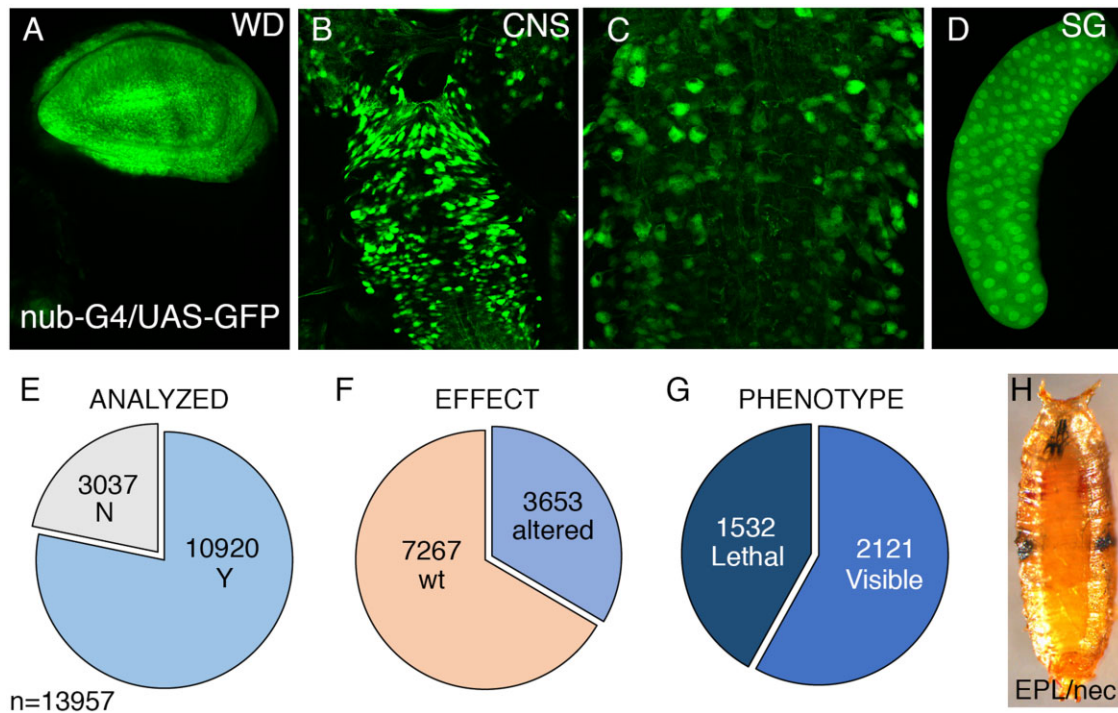 A
WD
B
CNS
C
D
SG
nub-G4/UAS-GFP
E
ANALYZED
3037
N
10920
Y
n=13957
F
EFFECT
7267
wt
3653
altered
G
PHENOTYPE
1532
Lethal
2121
Visible
H
EPL/nec